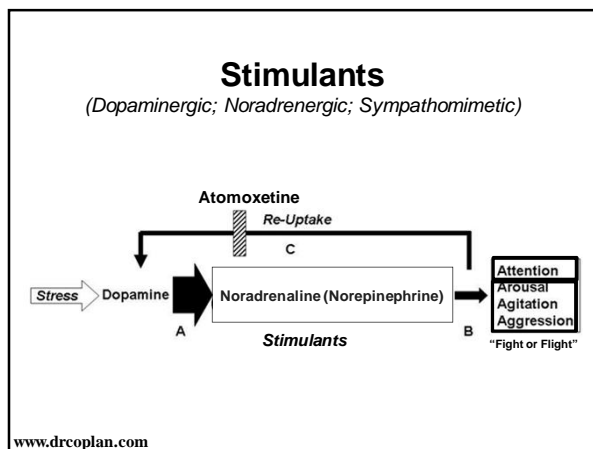 Stimulants
(Dopaminergic; Noradrenergic; Sympathomimetic)
Atomoxetine
Re-Uptake
C
Stress
Dopamine
A
Noradrenaline (Norepinephrine)
Stimulants
B
Attention
Arousal
Agitation
Aggression
"Fight or Flight"
www.drcoplan.com